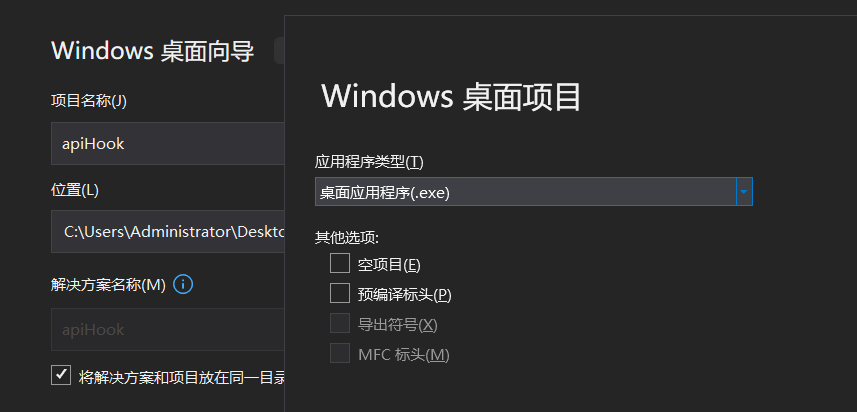 Windows 桌面向导
项目名称(J)
apiHook
位置(L)
C:\Users\Administrator\Deskto
解决方案名称(M)
apiHook
将解决方案和项目放在同一目录
Windows 桌面项目
应用程序类型(T)
桌面应用程序(.exe)
其他选项:
空项目(E)
预编译标头(P)
导出符号(X)
MFC 标头(M)